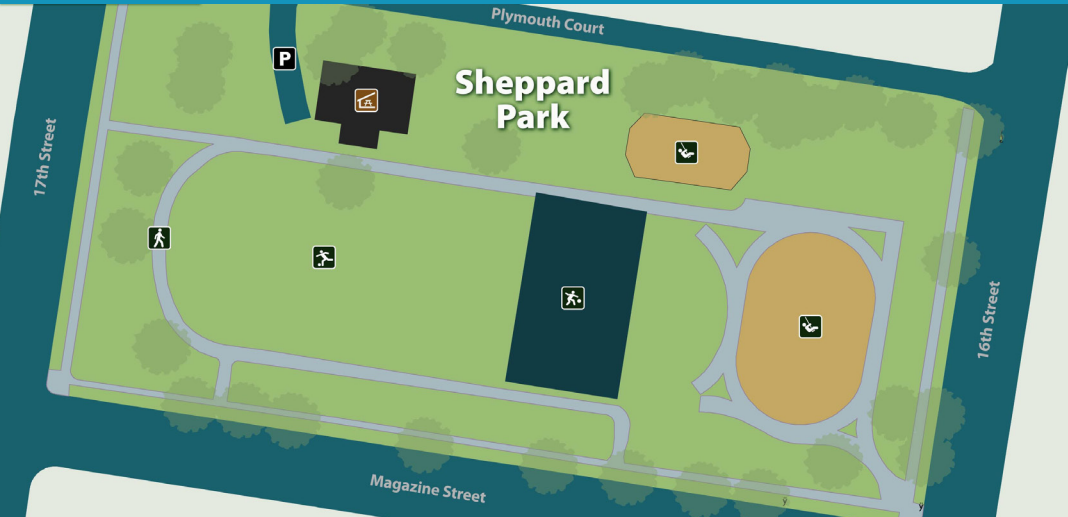 Plymouth Court
P
Sheppard
Park
17th Street
16th Street
Magazine Street